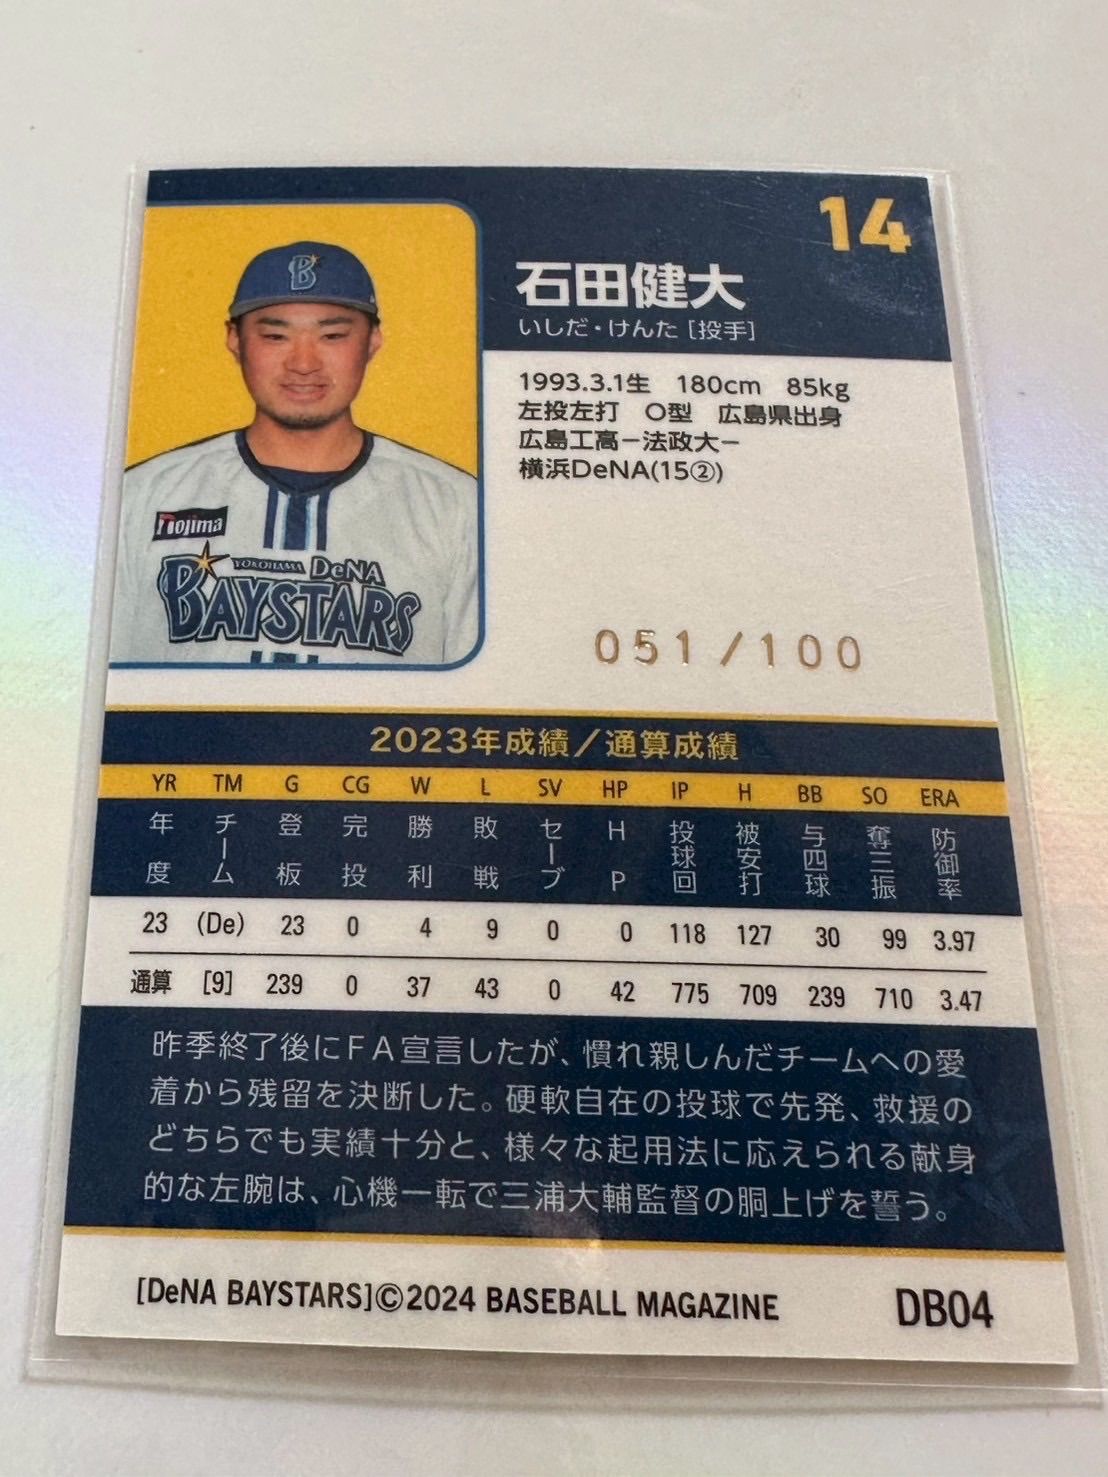 14
石田健大
いしだ・けんた [投手]
1993.3.1生 180cm 85kg
左投左打 O型 広島県出身
広島工高－法政大－
横浜DeNA(15②)
B
nojima
YOKOHAMA DeNA
BAYSTARS
051/100
2023年成績／通算成績
YR TM G CG W L SV HP IP H BB SO ERA
年度 チーム 登板 完投 勝利 敗戦 セーブ HP 投球回 被安打 与四球 奪三振 防御率
23 (De) 23 0 4 9 0 0 118 127 30 99 3.97
通算 [9] 239 0 37 43 0 42 775 709 239 710 3.47
昨季終了後にＦＡ宣言したが、慣れ親しんだチームへの愛
着から残留を決断した。硬軟自在の投球で先発、救援の
どちらでも実績十分と、様々な起用法に応えられる献身
的な左腕は、心機一転で三浦大輔監督の胴上げを誓う。
[DeNA BAYSTARS]©2024 BASEBALL MAGAZINE DB04